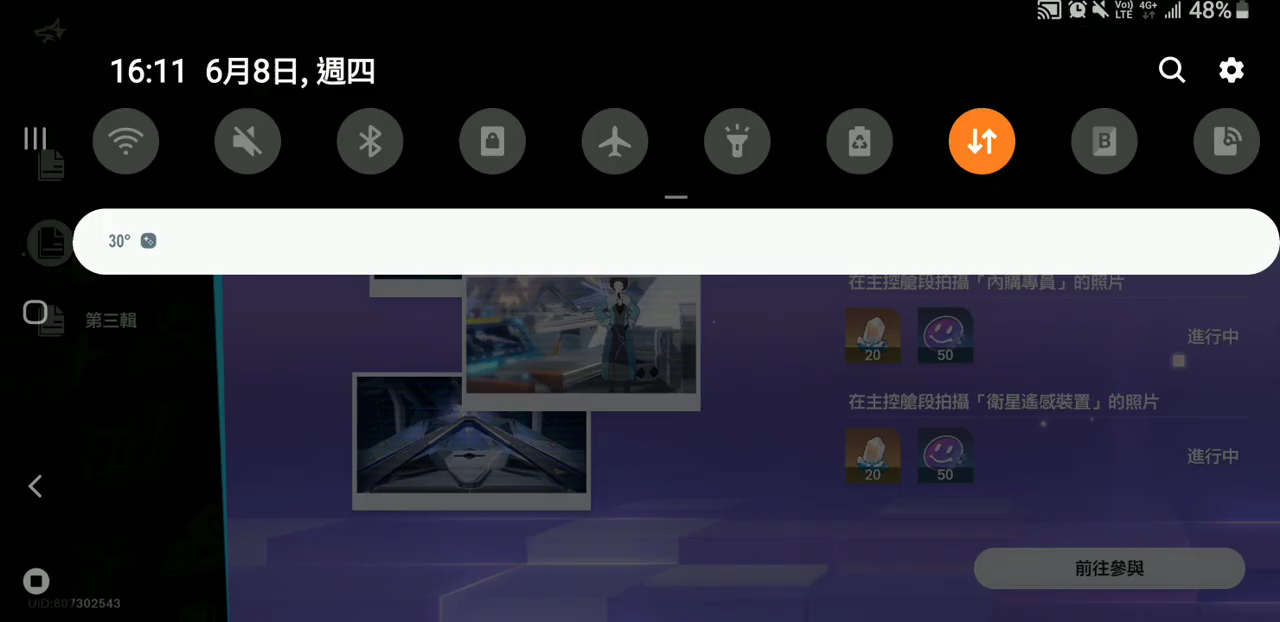 Vo))
LTE
4G+
48%
16:11 6月8日, 週四
B
30°
在主控艙段拍攝「內購專員」的照片
20
50
進行中
第三輯
在主控艙段拍攝「衛星遙感裝置」的照片
20
50
進行中
前往參與
UID:807302543